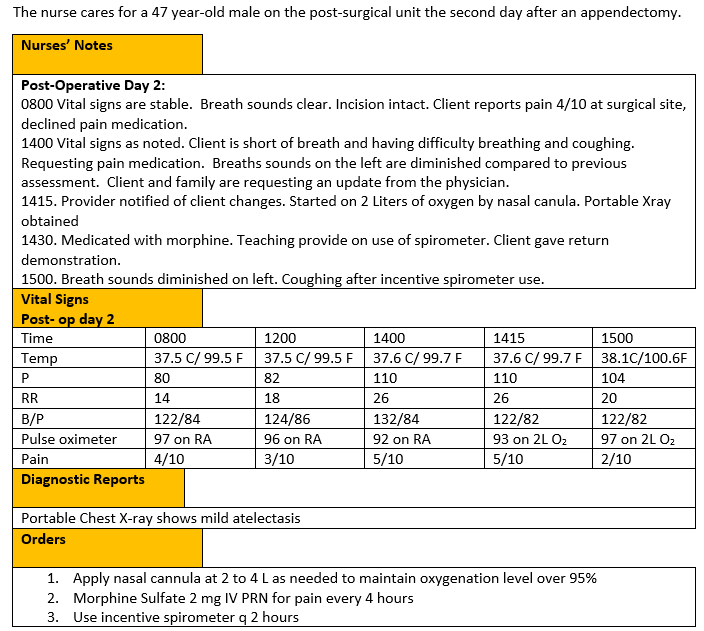 The nurse cares for a 47 year-old male on the post-surgical unit the second day after an appendectomy.
Nurses’ Notes
Post-Operative Day 2:
0800 Vital signs are stable.  Breath sounds clear. Incision intact. Client reports pain 4/10 at surgical site,
declined pain medication.
1400 Vital signs as noted. Client is short of breath and having difficulty breathing and coughing.
Requesting pain medication.  Breaths sounds on the left are diminished compared to previous
assessment.  Client and family are requesting an update from the physician.
1415. Provider notified of client changes. Started on 2 Liters of oxygen by nasal canula. Portable Xray
obtained
1430. Medicated with morphine. Teaching provide on use of spirometer. Client gave return
demonstration.
1500. Breath sounds diminished on left. Coughing after incentive spirometer use.
Vital Signs
Post- op day 2
Time 0800 1200 1400 1415 1500
Temp 37.5 C/ 99.5 F 37.5 C/ 99.5 F 37.6 C/ 99.7 F 37.6 C/ 99.7 F 38.1C/100.6F
P 80 82 110 110 104
RR 14 18 26 26 20
B/P 122/84 124/86 132/84 122/82 122/82
Pulse oximeter 97 on RA 96 on RA 92 on RA 93 on 2L O₂ 97 on 2L O₂
Pain 4/10 3/10 5/10 5/10 2/10
Diagnostic Reports
Portable Chest X-ray shows mild atelectasis
Orders
1. Apply nasal cannula at 2 to 4 L as needed to maintain oxygenation level over 95%
2. Morphine Sulfate 2 mg IV PRN for pain every 4 hours
3. Use incentive spirometer q 2 hours